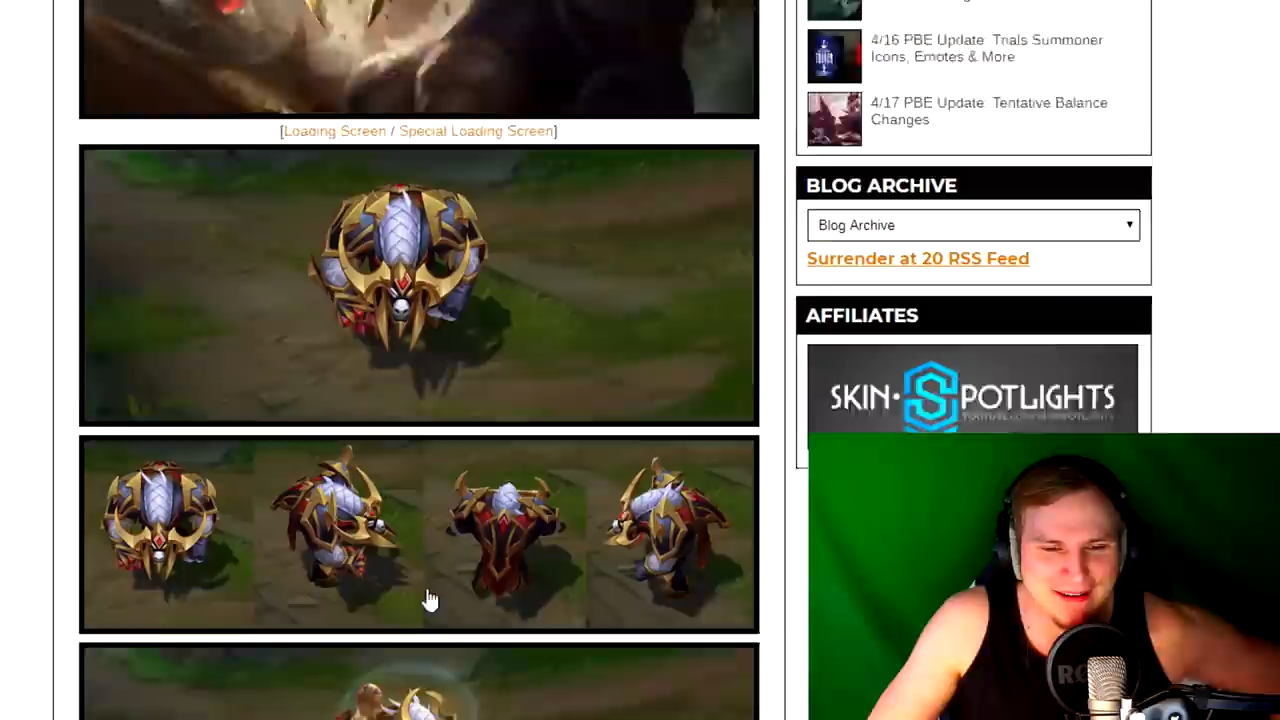 4/16 PBE Update: Trials Summoner
Icons, Emotes & More
4/17 PBE Update: Tentative Balance
Changes
[Loading Screen / Special Loading Screen]
BLOG ARCHIVE
Blog Archive
Surrender at 20 RSS Feed
AFFILIATES
SKIN·SPOTLIGHTS